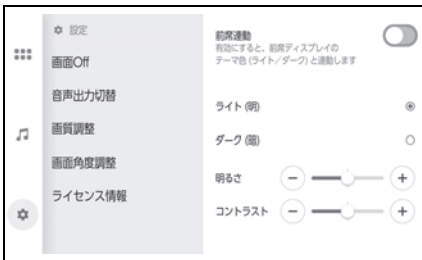 設定
画面Off
音声出力切替
画質調整
画面角度調整
ライセンス情報
前席連動
有効にすると、前席ディスプレイの
テーマ色 (ライト／ダーク) と連動します
ライト (明)
ダーク (暗)
明るさ
コントラスト